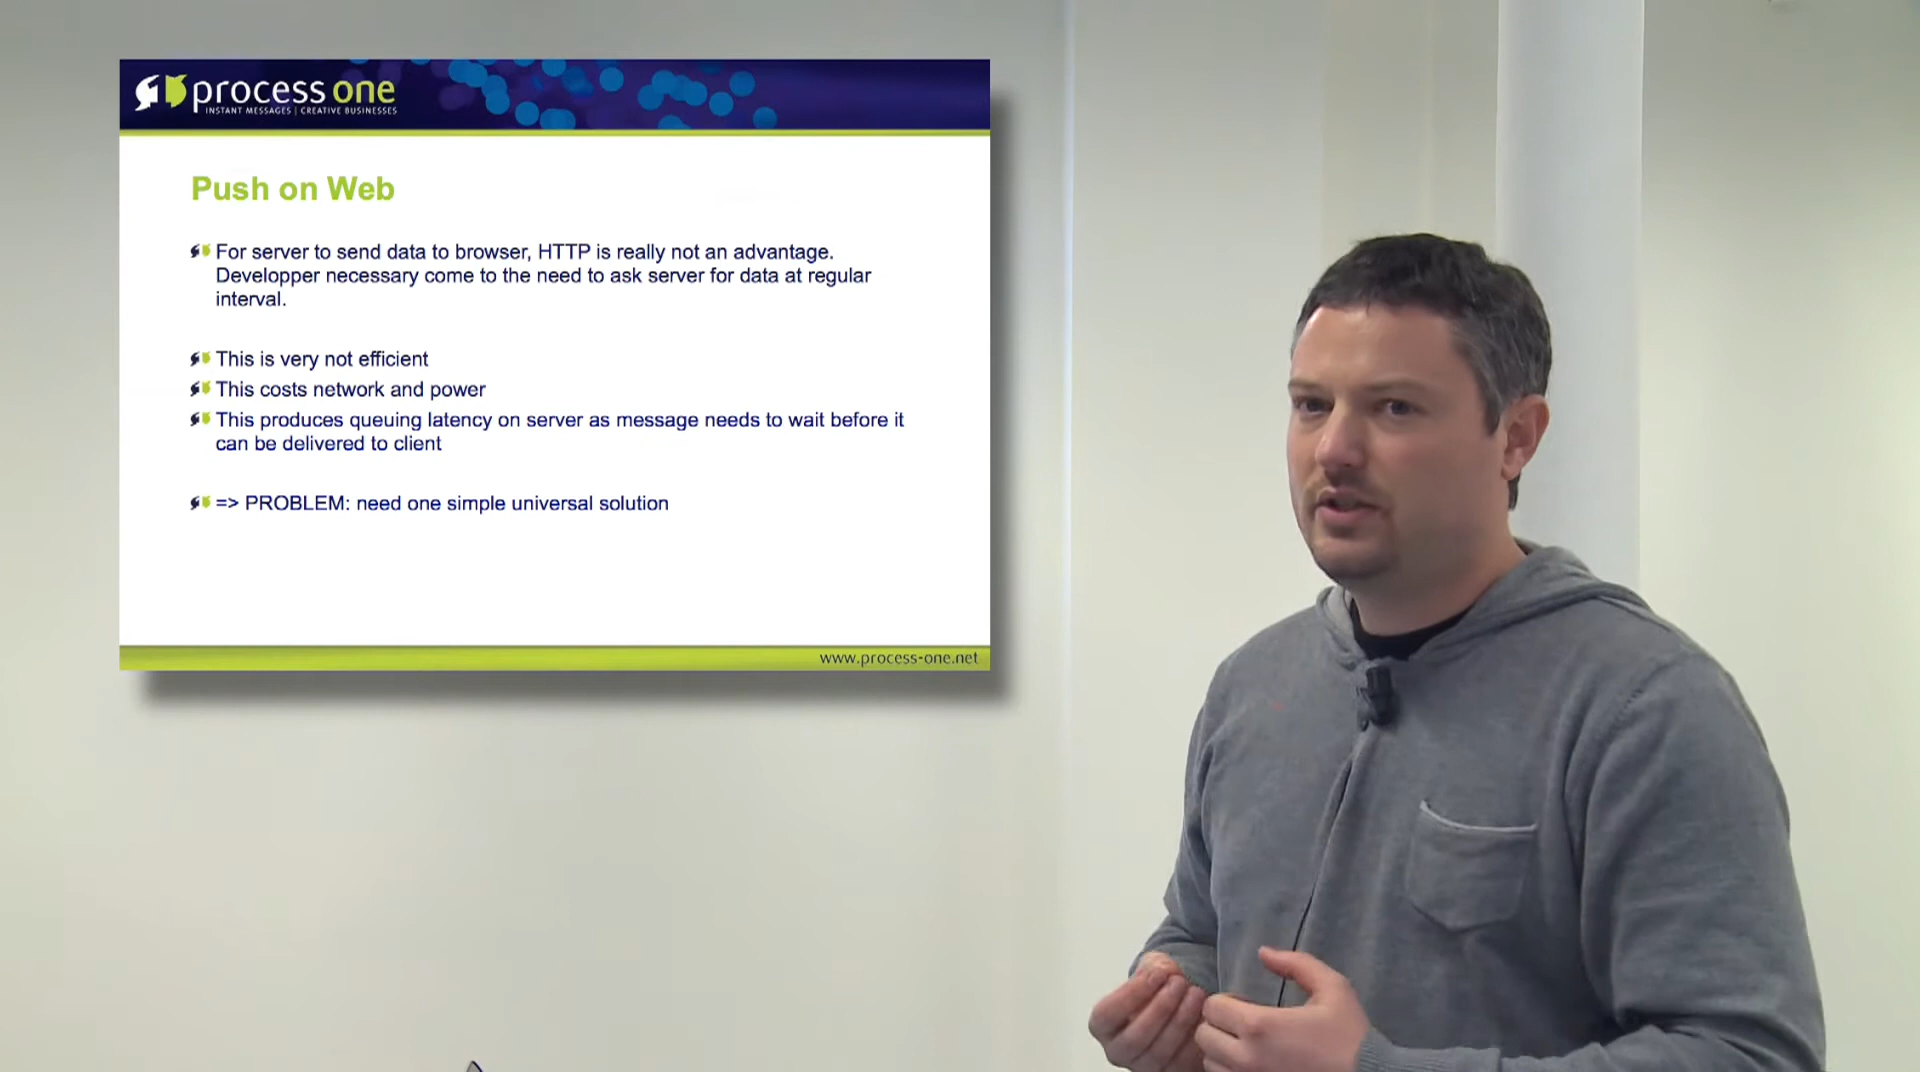 process one
INSTANT MESSAGES | CREATIVE BUSINESSES
Push on Web
For server to send data to browser, HTTP is really not an advantage.
Developper necessary come to the need to ask server for data at regular
interval.
This is very not efficient
This costs network and power
This produces queuing latency on server as message needs to wait before it
can be delivered to client
=> PROBLEM: need one simple universal solution
www.process-one.net